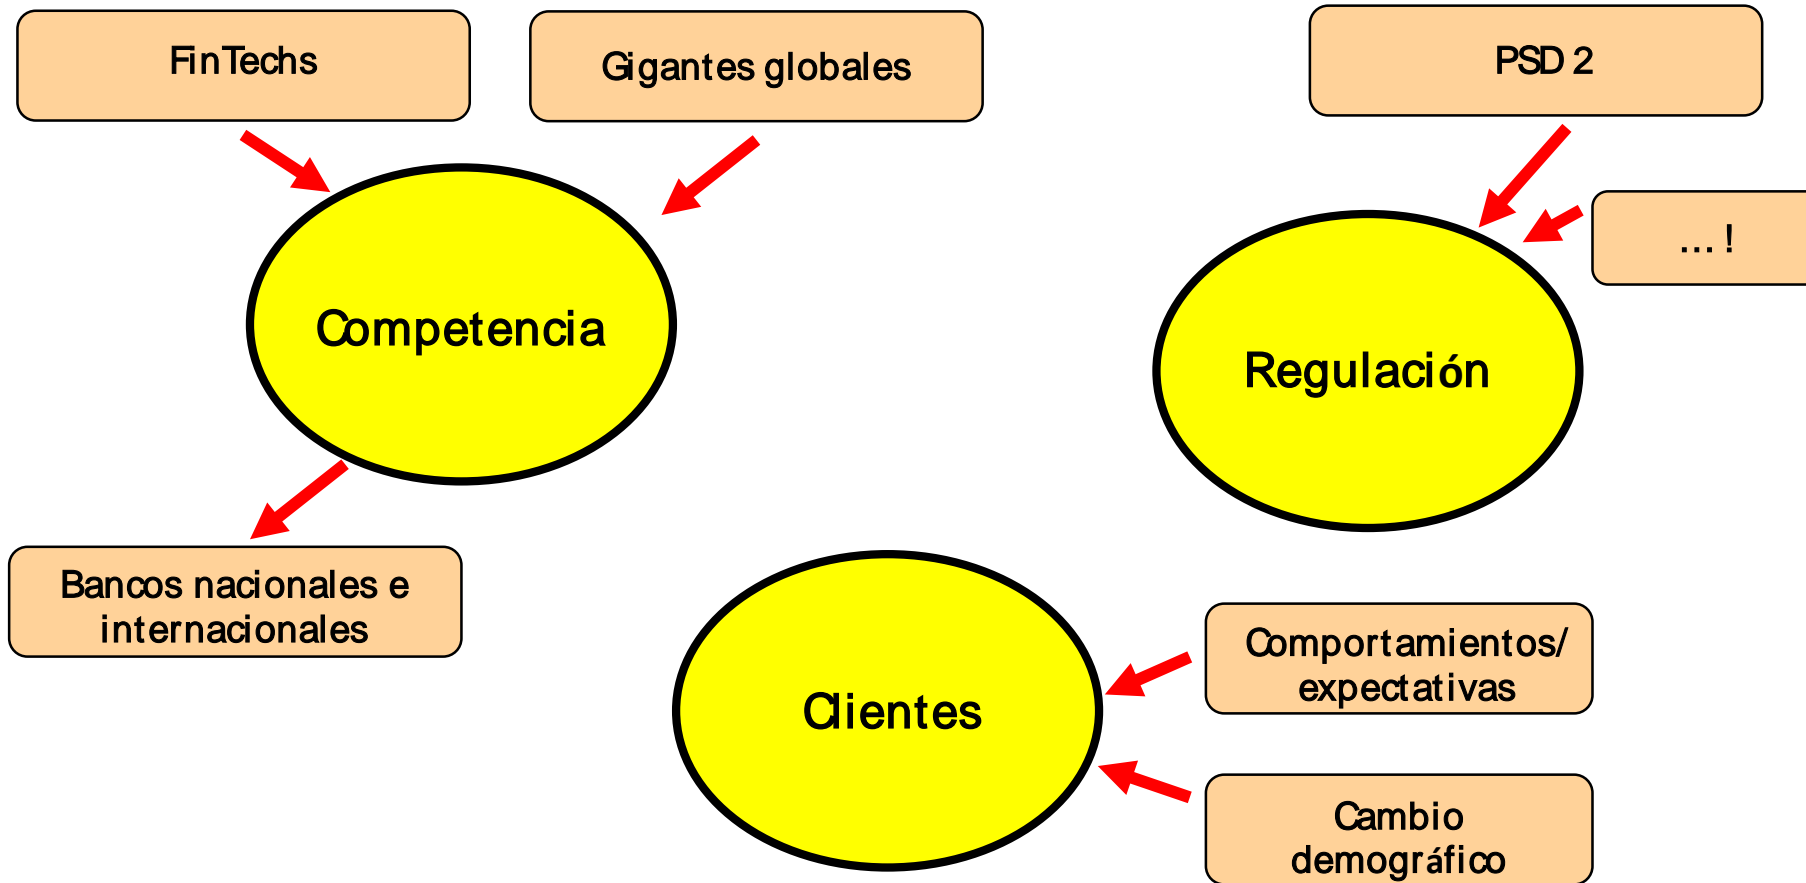 FinTechs
Gigantes globales
PSD 2
... !
Competencia
Regulación
Bancos nacionales e
internacionales
Clientes
Comportamientos/
expectativas
Cambio
demográfico